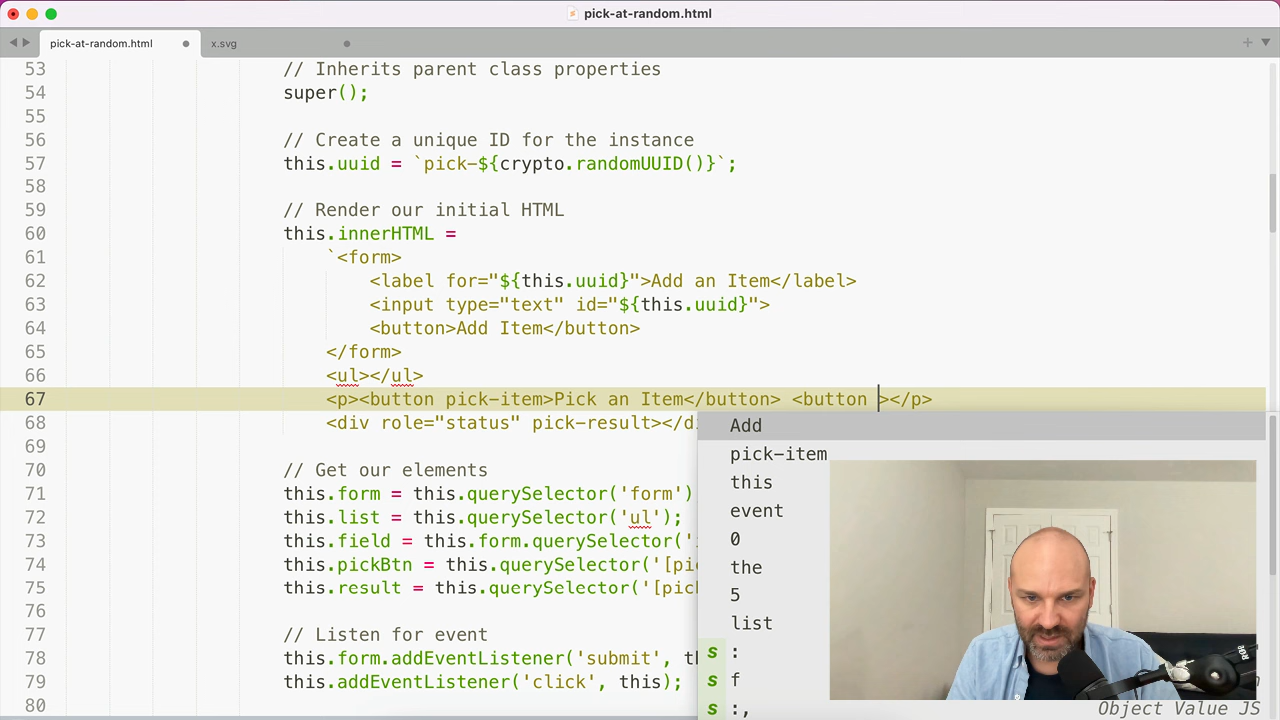 pick-at-random.html
pick-at-random.html
x.svg
53 // Inherits parent class properties
54 super();
55
56 // Create a unique ID for the instance
57 this.uuid = `pick-${crypto.randomUUID()}`;
58
59 // Render our initial HTML
60 this.innerHTML =
61 `<form>
62 <label for="${this.uuid}">Add an Item</label>
63 <input type="text" id="${this.uuid}">
64 <button>Add Item</button>
65 </form>
66 <ul></ul>
67 <p><button pick-item>Pick an Item</button> <button ></p>
68 <div role="status" pick-result></di
69
70 // Get our elements
71 this.form = this.querySelector('form')
72 this.list = this.querySelector('ul');
73 this.field = this.form.querySelector('
74 this.pickBtn = this.querySelector('[pic
75 this.result = this.querySelector('[pick
76
77 // Listen for event
78 this.form.addEventListener('submit', th
79 this.addEventListener('click', this);
80
Add
pick-item
this
event
0
the
5
list
s :
s f
s :,
Object Value JS